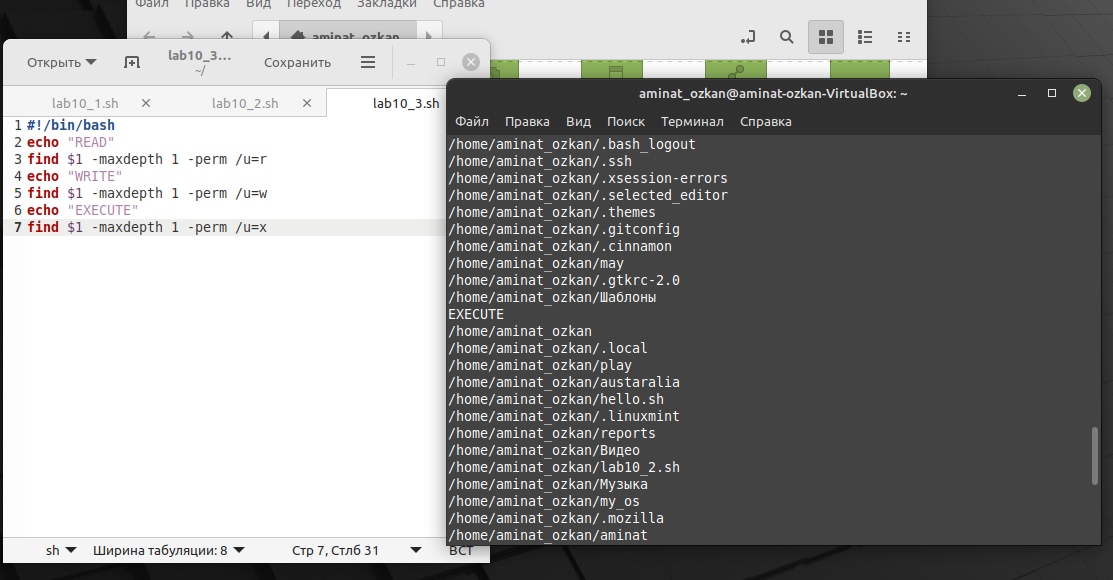 Файл Правка Вид Переход Закладки Справка
aminat_ozkan
Открыть
lab10_3...
~/
Сохранить
lab10_1.sh
lab10_2.sh
lab10_3.sh
1 #!/bin/bash
2 echo "READ"
3 find $1 -maxdepth 1 -perm /u=r
4 echo "WRITE"
5 find $1 -maxdepth 1 -perm /u=w
6 echo "EXECUTE"
7 find $1 -maxdepth 1 -perm /u=x
sh Ширина табуляции: 8 Стр 7, Стлб 31 ВСТ
aminat_ozkan@aminat-ozkan-VirtualBox: ~
Файл Правка Вид Поиск Терминал Справка
/home/aminat_ozkan/.bash_logout
/home/aminat_ozkan/.ssh
/home/aminat_ozkan/.xsession-errors
/home/aminat_ozkan/.selected_editor
/home/aminat_ozkan/.themes
/home/aminat_ozkan/.gitconfig
/home/aminat_ozkan/.cinnamon
/home/aminat_ozkan/may
/home/aminat_ozkan/.gtkrc-2.0
/home/aminat_ozkan/Шаблоны
EXECUTE
/home/aminat_ozkan
/home/aminat_ozkan/.local
/home/aminat_ozkan/play
/home/aminat_ozkan/austaralia
/home/aminat_ozkan/hello.sh
/home/aminat_ozkan/.linuxmint
/home/aminat_ozkan/reports
/home/aminat_ozkan/Видео
/home/aminat_ozkan/lab10_2.sh
/home/aminat_ozkan/Музыка
/home/aminat_ozkan/my_os
/home/aminat_ozkan/.mozilla
/home/aminat_ozkan/aminat